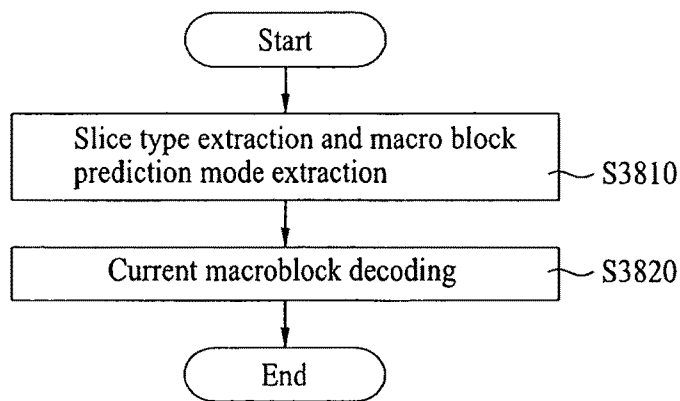 Start
Slice type extraction and macro block
prediction mode extraction
S3810
Current macroblock decoding
S3820
End